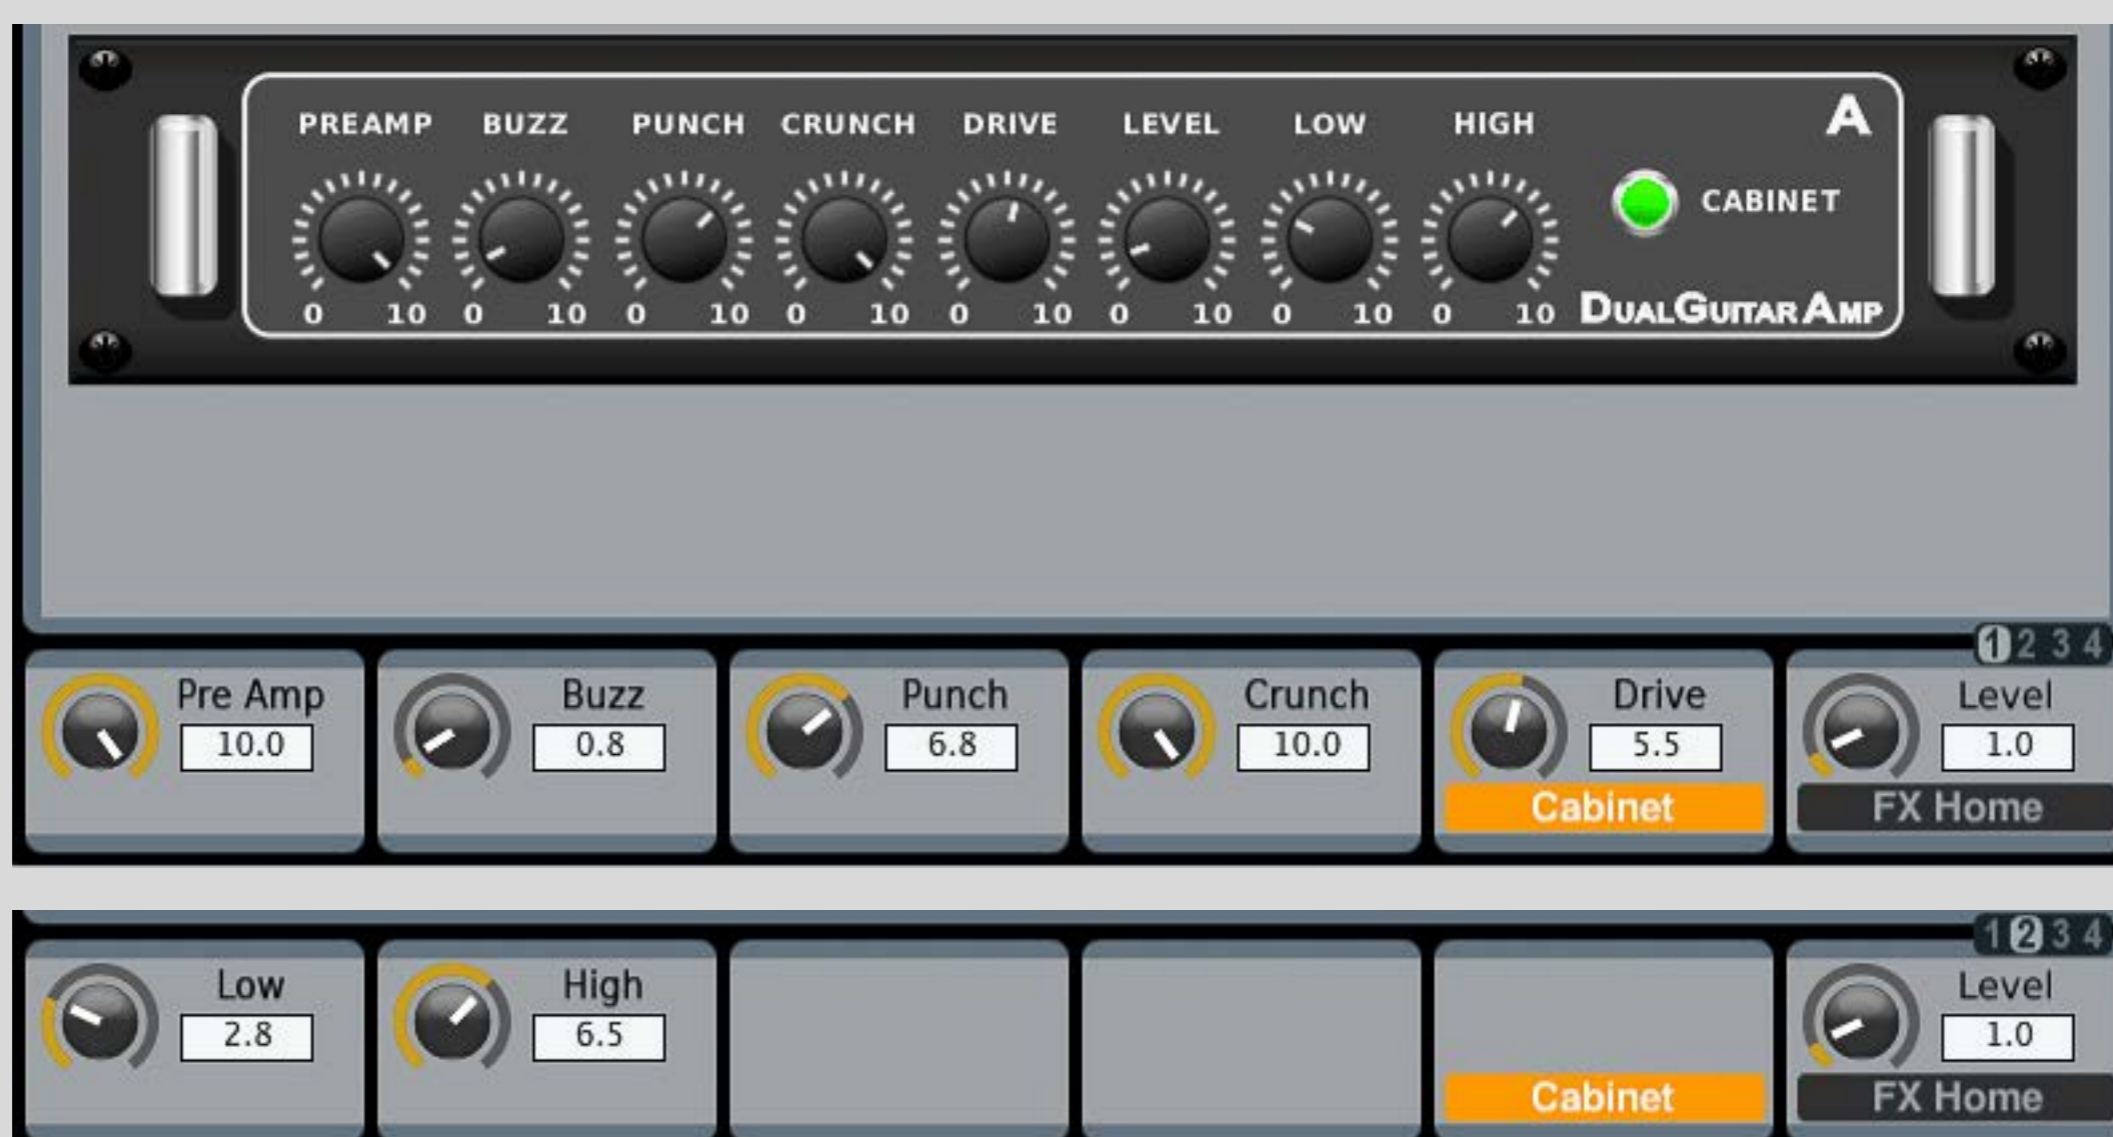 A
PREAMP BUZZ PUNCH CRUNCH DRIVE LEVEL LOW HIGH
CABINET
0 10 0 10 0 10 0 10 0 10 0 10 0 10 0 10
DUALGUITARAMP
1 2 3 4
Pre Amp Buzz Punch Crunch Drive Level
10.0 0.8 6.8 10.0 5.5 1.0
Cabinet FX Home
1 2 3 4
Low High Level
2.8 6.5 1.0
Cabinet FX Home